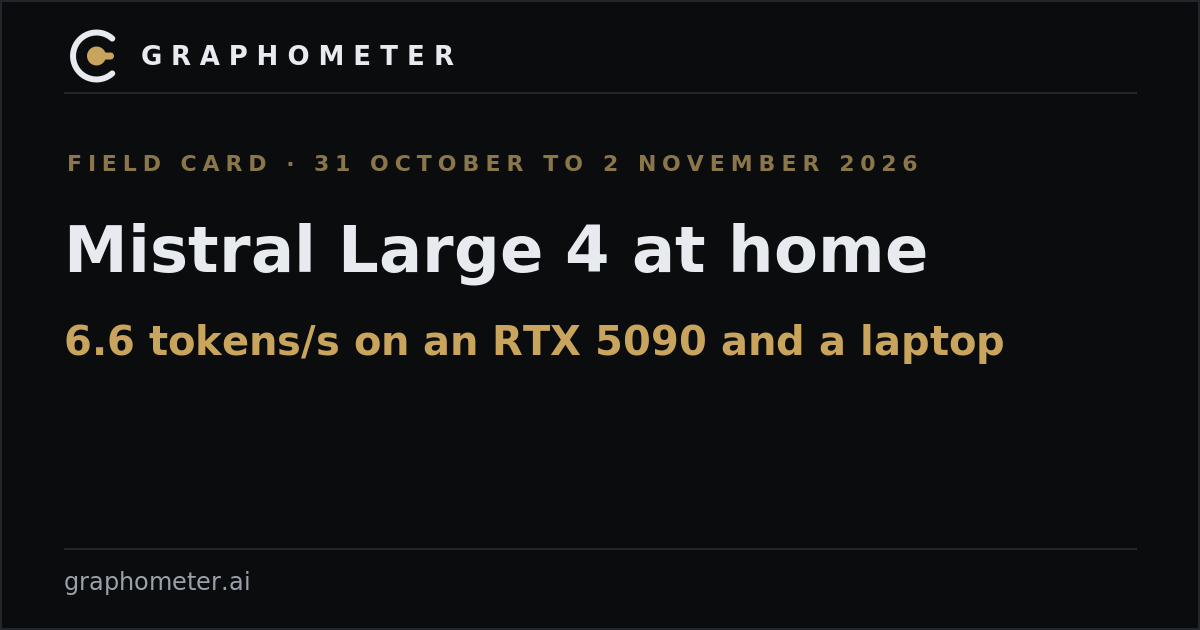 GRAPHOMETER
FIELD CARD · 31 OCTOBER TO 2 NOVEMBER 2026
Mistral Large 4 at home
6.6 tokens/s on an RTX 5090 and a laptop
graphometer.ai